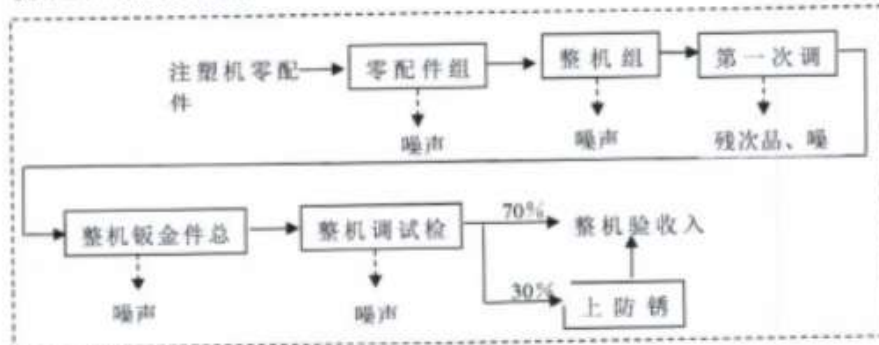 注塑机零配件
零配件组
整机组
第一次调
噪声
噪声
残次品、噪
整机钣金件总
整机调试检
70%
整机验收入
噪声
噪声
30%
上防锈